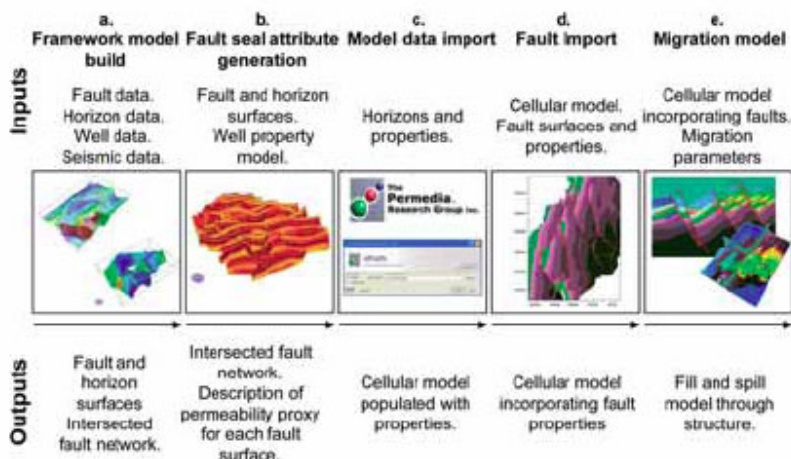 a.
Framework model
build
b.
Fault seal attribute
generation
c.
Model data import
d.
Fault Import
e.
Migration model
Inputs
Fault data.
Horizon data.
Well data.
Seismic data.
Fault and horizon
surfaces.
Well property
model.
Horizons and
properties.
Cellular model.
Fault surfaces and
properties.
Cellular model
incorporating faults.
Migration
parameters
The
Permedia
Research Group Inc.
Outputs
Fault and
horizon
surfaces
Intersected
fault network.
Intersected fault
network.
Description of
permeability proxy
for each fault
surface.
Cellular model
populated with
properties.
Cellular model
incorporating fault
properties
Fill and spill
model through
structure.